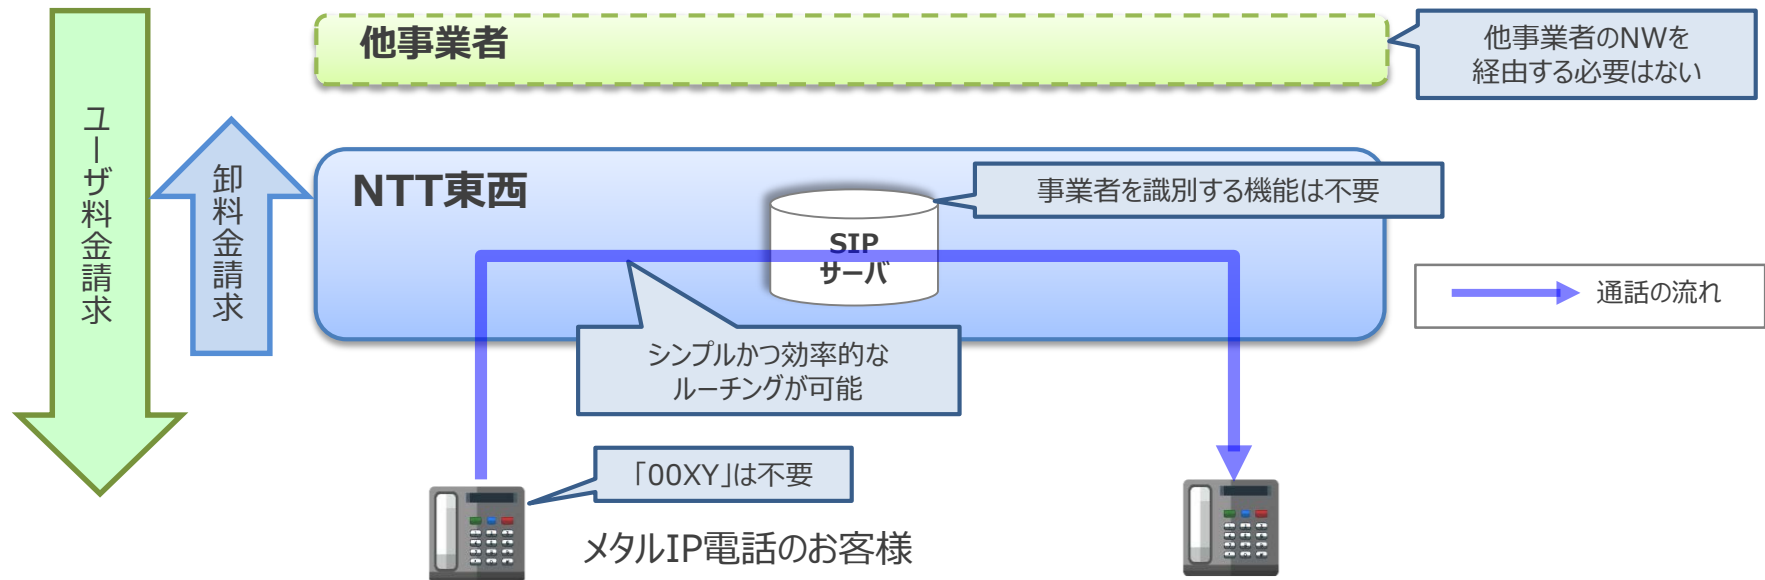 他事業者
他事業者のNWを
経由する必要はない
ユーザ料金請求
卸料金請求
NTT東西
事業者を識別する機能は不要
SIP
サーバ
通話の流れ
シンプルかつ効率的な
ルーチングが可能
「00XY」は不要
メタルIP電話のお客様